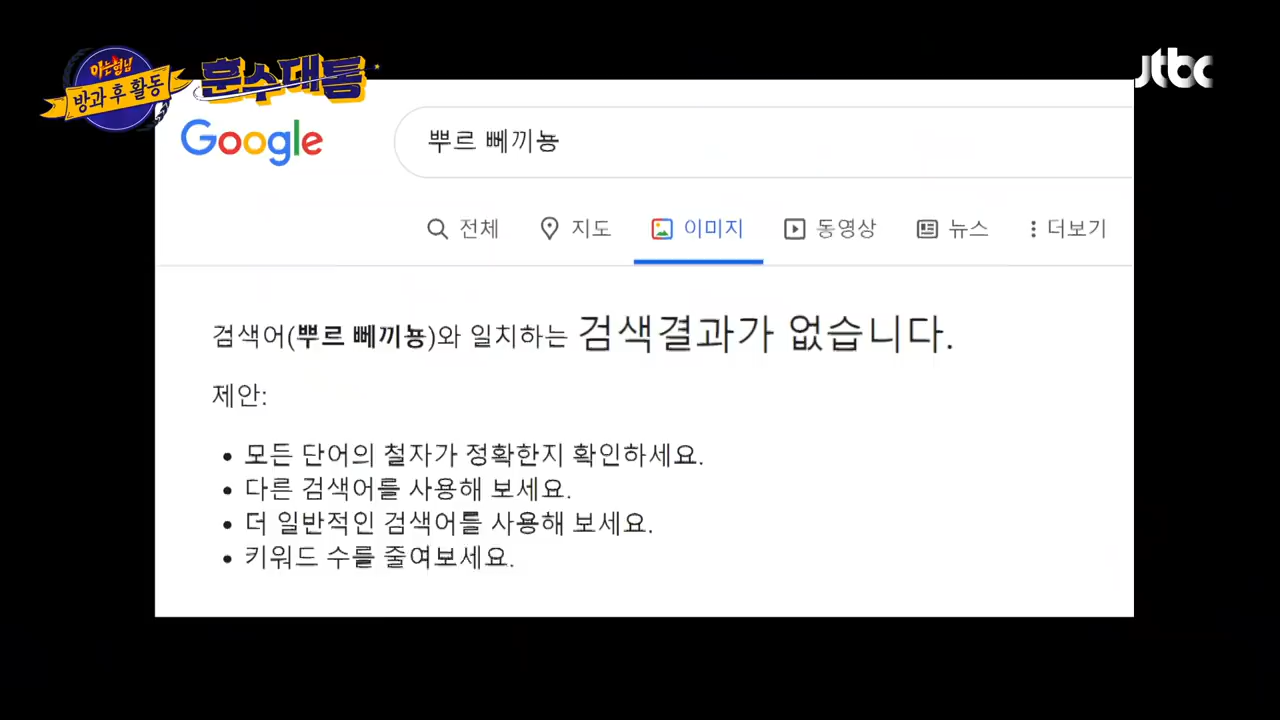 아는형님
방과 후 활동
훈수대통
jtbc
Google
뿌르 뻬끼뇽
전체 지도 이미지 동영상 뉴스 더보기
검색어(뿌르 뻬끼뇽)와 일치하는 검색결과가 없습니다.
제안:
모든 단어의 철자가 정확한지 확인하세요.
다른 검색어를 사용해 보세요.
더 일반적인 검색어를 사용해 보세요.
키워드 수를 줄여보세요.